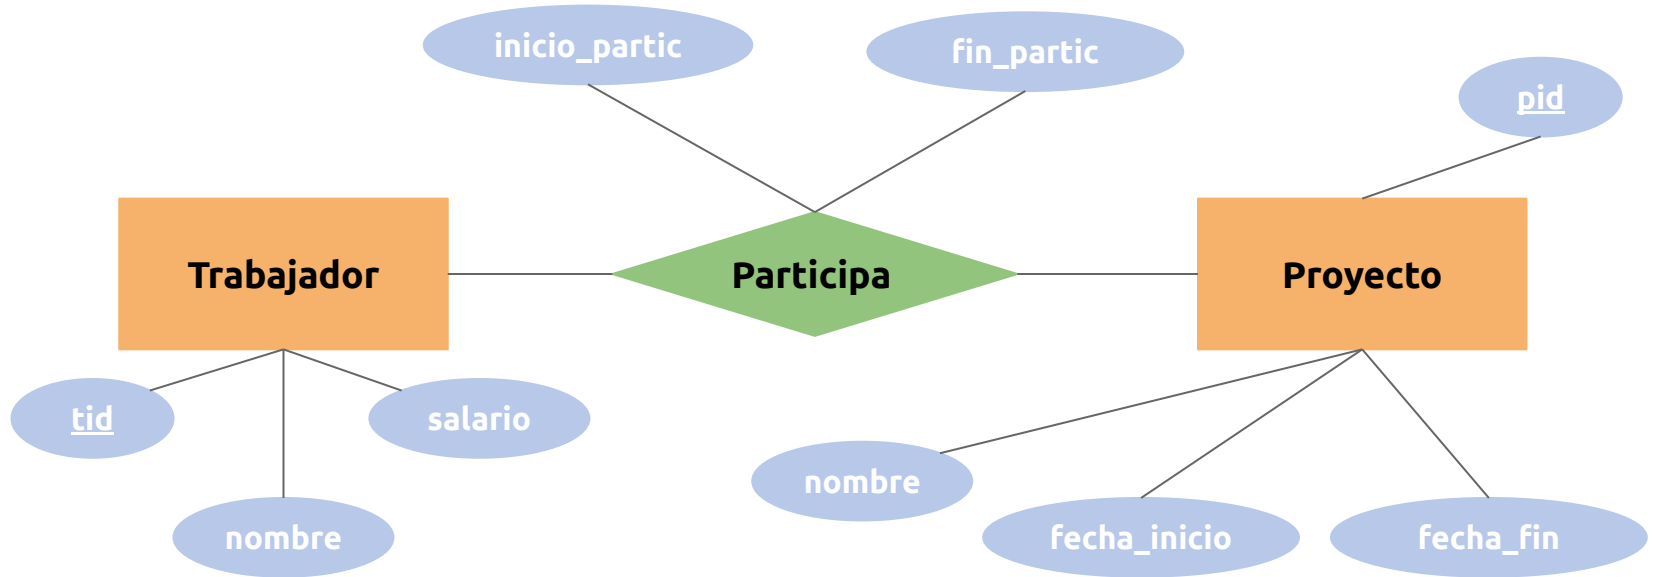 inicio_partic
fin_partic
pid
Trabajador
Participa
Proyecto
tid
salario
nombre
nombre
fecha_inicio
fecha_fin